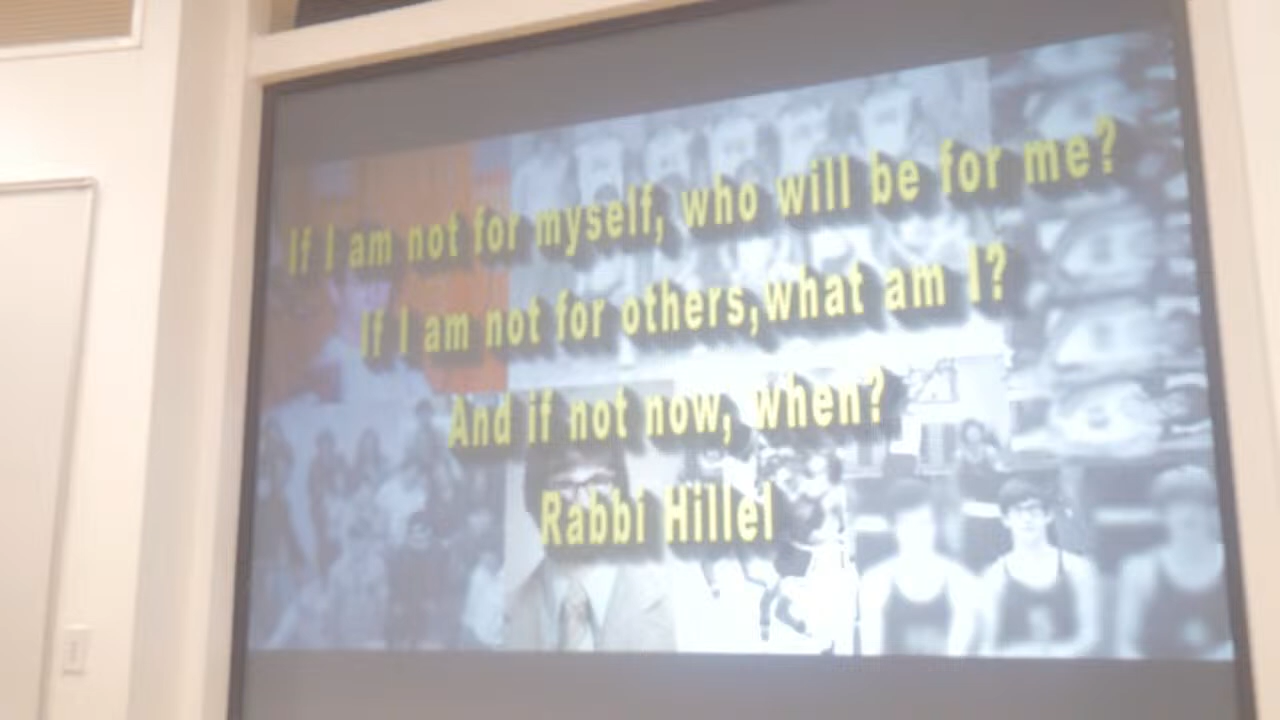 If I am not for myself, who will be for me?
If I am not for others,what am I?
And if not now, when?
Rabbi Hillel